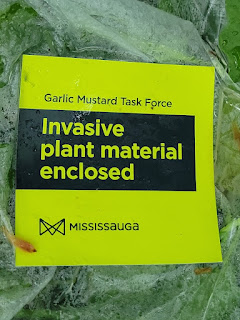 Garlic Mustard Task Force
Invasive
plant material
enclosed
MISSISSAUGA